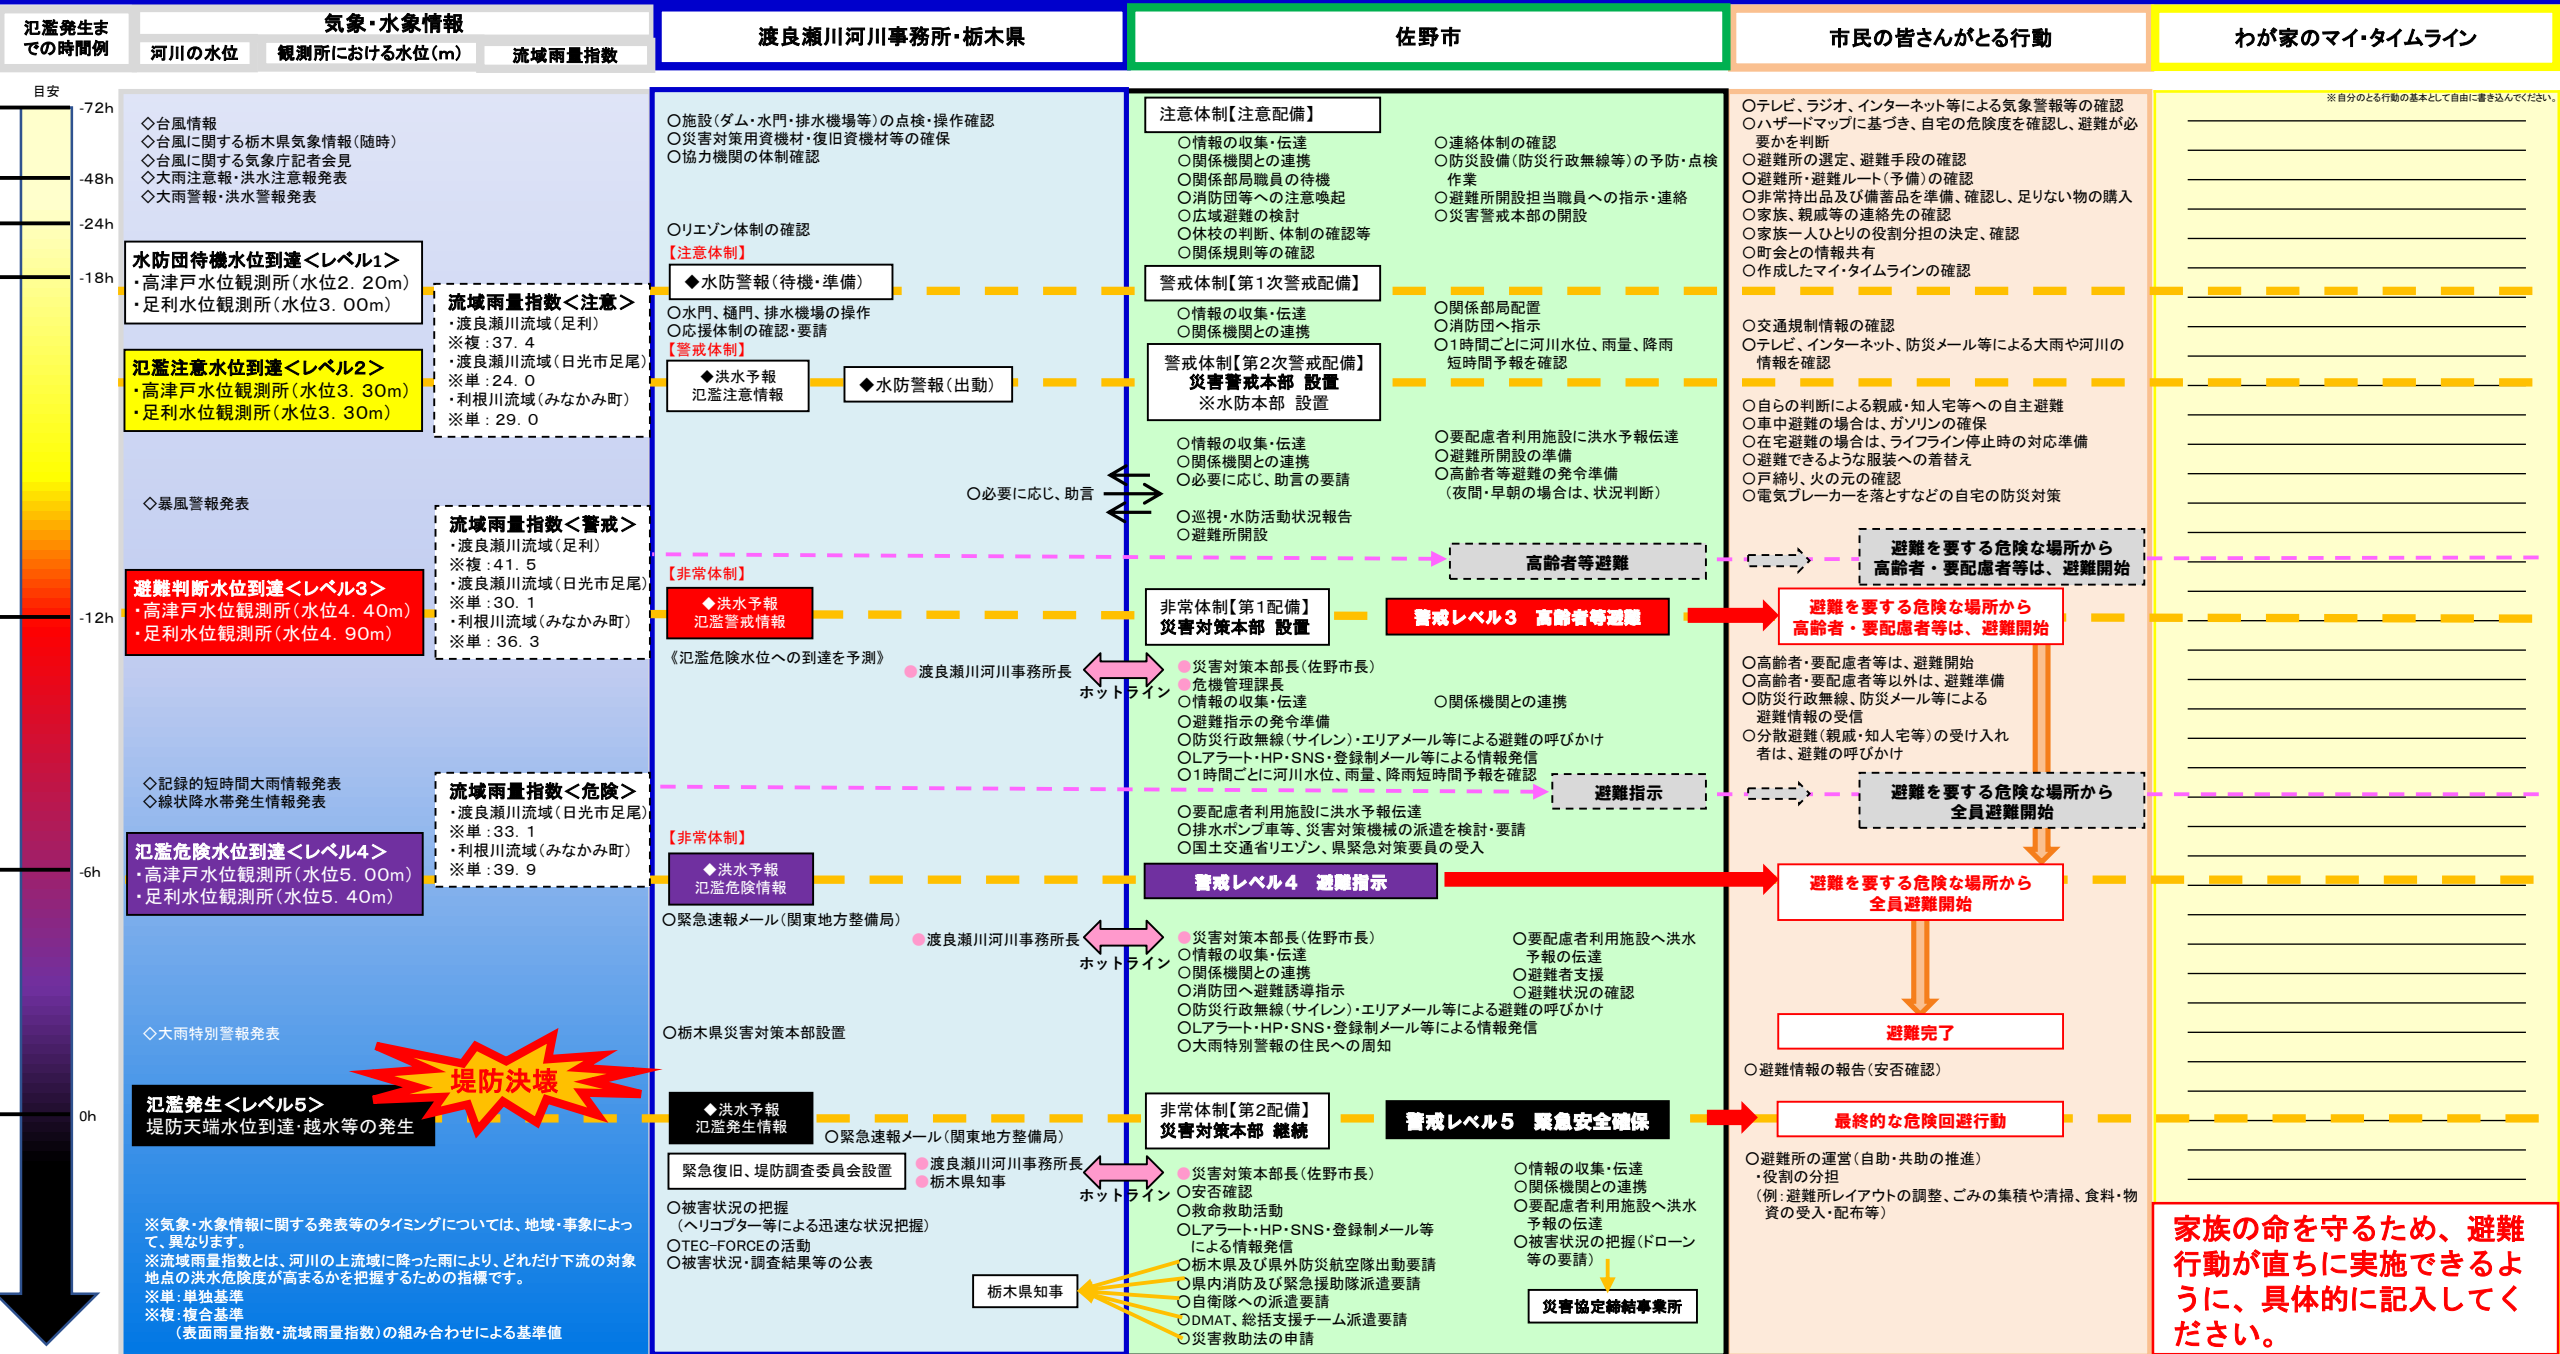 氾濫発生ま
での時間例
気象・水象情報
河川の水位
観測所における水位(m)
流域雨量指数
渡良瀬川河川事務所・栃木県
佐野市
市民の皆さんがとる行動
わが家のマイ・タイムライン
目安
-72h
-48h
-24h
-18h
-12h
-6h
0h
◇台風情報
◇台風に関する栃木県気象情報(随時)
◇台風に関する気象庁記者会見
◇大雨注意報・洪水注意報発表
◇大雨警報・洪水警報発表
水防団待機水位到達<レベル1>
・高津戸水位観測所(水位2．20m)
・足利水位観測所(水位3．00m)
氾濫注意水位到達<レベル2>
・高津戸水位観測所(水位3．30m)
・足利水位観測所(水位3．30m)
◇暴風警報発表
避難判断水位到達<レベル3>
・高津戸水位観測所(水位4．40m)
・足利水位観測所(水位4．90m)
◇記録的短時間大雨情報発表
◇線状降水帯発生情報発表
氾濫危険水位到達<レベル4>
・高津戸水位観測所(水位5．00m)
・足利水位観測所(水位5．40m)
◇大雨特別警報発表
堤防決壊
氾濫発生<レベル5>
堤防天端水位到達・越水等の発生
※気象・水象情報に関する発表等のタイミングについては、地域・事象によっ
て、異なります。
※流域雨量指数とは、河川の上流域に降った雨により、どれだけ下流の対象
地点の洪水危険度が高まるかを把握するための指標です。
※単：単独基準
※複：複合基準
(表面雨量指数・流域雨量指数)の組み合わせによる基準値
流域雨量指数<注意>
・渡良瀬川流域(足利)
※複：37．4
・渡良瀬川流域(日光市足尾)
※単：24．0
・利根川流域(みなかみ町)
※単：29．0
流域雨量指数<警戒>
・渡良瀬川流域(足利)
※複：41．5
・渡良瀬川流域(日光市足尾)
※単：30．1
・利根川流域(みなかみ町)
※単：36．3
流域雨量指数<危険>
・渡良瀬川流域(日光市足尾)
※単：33．1
・利根川流域(みなかみ町)
※単：39．9
○施設(ダム・水門・排水機場等)の点検・操作確認
○災害対策用資機材・復旧資機材等の確保
○協力機関の体制確認
○リエゾン体制の確認
【注意体制】
◆水防警報(待機・準備)
○水門、樋門、排水機場の操作
○応援体制の確認・要請
【警戒体制】
◆洪水予報
氾濫注意情報
◆水防警報(出動)
○必要に応じ、助言
【非常体制】
◆洪水予報
氾濫警戒情報
《氾濫危険水位への到達を予測》
●渡良瀬川河川事務所長
ホットライン
【非常体制】
◆洪水予報
氾濫危険情報
○緊急速報メール(関東地方整備局)
●渡良瀬川河川事務所長
ホットライン
○栃木県災害対策本部設置
◆洪水予報
氾濫発生情報
○緊急速報メール(関東地方整備局)
緊急復旧、堤防調査委員会設置
●渡良瀬川河川事務所長
●栃木県知事
ホットライン
○被害状況の把握
(ヘリコプター等による迅速な状況把握)
○TEC-FORCEの活動
○被害状況・調査結果等の公表
栃木県知事
注意体制【注意配備】
○情報の収集・伝達
○関係機関との連携
○関係部局職員の待機
○消防団等への注意喚起
○広域避難の検討
○休校の判断、体制の確認等
○関係規則等の確認
○連絡体制の確認
○防災設備(防災行政無線等)の予防・点検
作業
○避難所開設担当職員への指示・連絡
○災害警戒本部の開設
警戒体制【第1次警戒配備】
○情報の収集・伝達
○関係機関との連携
○関係部局配置
○消防団へ指示
○1時間ごとに河川水位、雨量、降雨
短時間予報を確認
警戒体制【第2次警戒配備】
災害警戒本部 設置
※水防本部 設置
○情報の収集・伝達
○関係機関との連携
○必要に応じ、助言の要請
○巡視・水防活動状況報告
○避難所開設
○要配慮者利用施設に洪水予報伝達
○避難所開設の準備
○高齢者等避難の発令準備
(夜間・早朝の場合は、状況判断)
高齢者等避難
非常体制【第1配備】
災害対策本部 設置
警戒レベル3 高齢者等避難
●災害対策本部長(佐野市長)
●危機管理課長
○情報の収集・伝達
○関係機関との連携
○避難指示の発令準備
○防災行政無線(サイレン)・エリアメール等による避難の呼びかけ
○Lアラート・HP・SNS・登録制メール等による情報発信
○1時間ごとに河川水位、雨量、降雨短時間予報を確認
避難指示
○要配慮者利用施設に洪水予報伝達
○排水ポンプ車等、災害対策機械の派遣を検討・要請
○国土交通省リエゾン、県緊急対策要員の受入
警戒レベル4 避難指示
●災害対策本部長(佐野市長)
○情報の収集・伝達
○関係機関との連携
○消防団へ避難誘導指示
○防災行政無線(サイレン)・エリアメール等による避難の呼びかけ
○Lアラート・HP・SNS・登録制メール等による情報発信
○大雨特別警報の住民への周知
○要配慮者利用施設へ洪水
予報の伝達
○避難者支援
○避難状況の確認
非常体制【第2配備】
災害対策本部 継続
警戒レベル5 緊急安全確保
●災害対策本部長(佐野市長)
○安否確認
○救命救助活動
○Lアラート・HP・SNS・登録制メール等
による情報発信
○栃木県及び県外防災航空隊出動要請
○県内消防及び緊急援助隊派遣要請
○自衛隊への派遣要請
○DMAT、総括支援チーム派遣要請
○災害救助法の申請
○情報の収集・伝達
○関係機関との連携
○要配慮者利用施設へ洪水
予報の伝達
○被害状況の把握(ドローン
等の要請)
災害協定締結事業所
○テレビ、ラジオ、インターネット等による気象警報等の確認
○ハザードマップに基づき、自宅の危険度を確認し、避難が必
要かを判断
○避難所の選定、避難手段の確認
○避難所・避難ルート(予備)の確認
○非常持出品及び備蓄品を準備、確認し、足りない物の購入
○家族、親戚等の連絡先の確認
○家族一人ひとりの役割分担の決定、確認
○町会との情報共有
○作成したマイ・タイムラインの確認
○交通規制情報の確認
○テレビ、インターネット、防災メール等による大雨や河川の
情報を確認
○自らの判断による親戚・知人宅等への自主避難
○車中避難の場合は、ガソリンの確保
○在宅避難の場合は、ライフライン停止時の対応準備
○避難できるような服装への着替え
○戸締り、火の元の確認
○電気ブレーカーを落とすなどの自宅の防災対策
避難を要する危険な場所から
高齢者・要配慮者等は、避難開始
避難を要する危険な場所から
高齢者・要配慮者等は、避難開始
○高齢者・要配慮者等は、避難開始
○高齢者・要配慮者等以外は、避難準備
○防災行政無線、防災メール等による
避難情報の受信
○分散避難(親戚・知人宅等)の受け入れ
者は、避難の呼びかけ
避難を要する危険な場所から
全員避難開始
避難を要する危険な場所から
全員避難開始
避難完了
○避難情報の報告(安否確認)
最終的な危険回避行動
○避難所の運営(自助・共助の推進)
・役割の分担
(例：避難所レイアウトの調整、ごみの集積や清掃、食料・物
資の受入・配布等)
※自分のとる行動の基本として自由に書き込んでください。
家族の命を守るため、避難
行動が直ちに実施できるよ
うに、具体的に記入してく
ださい。